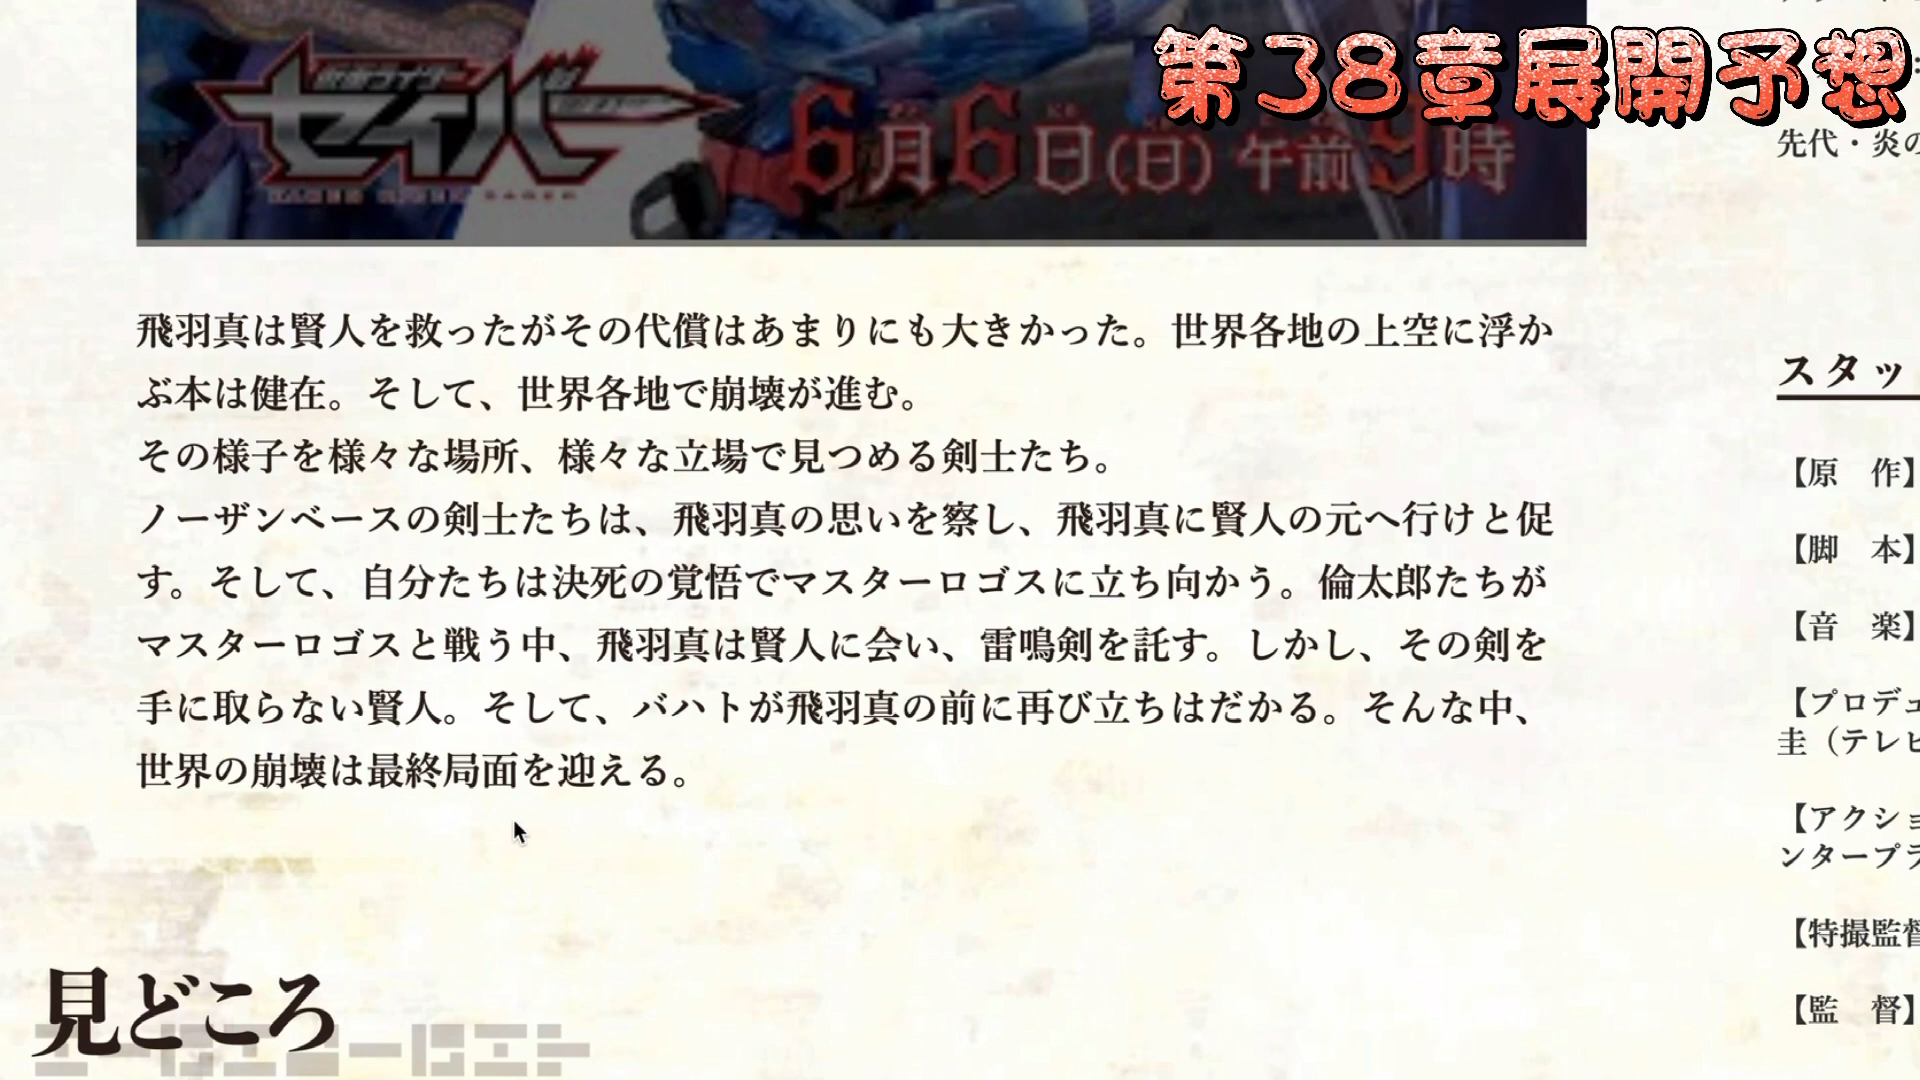 第38章展開予想
仮面ライダー
セイバー
KAMEN RIDER SABER
6月6日(日)午前9時
先代・炎の
飛羽真は賢人を救ったがその代償はあまりにも大きかった。世界各地の上空に浮か
ぶ本は健在。そして、世界各地で崩壊が進む。
その様子を様々な場所、様々な立場で見つめる剣士たち。
ノーザンベースの剣士たちは、飛羽真の思いを察し、飛羽真に賢人の元へ行けと促
す。そして、自分たちは決死の覚悟でマスターロゴスに立ち向かう。倫太郎たちが
マスターロゴスと戦う中、飛羽真は賢人に会い、雷鳴剣を託す。しかし、その剣を
手に取らない賢人。そして、バハトが飛羽真の前に再び立ちはだかる。そんな中、
世界の崩壊は最終局面を迎える。
見どころ
スタッ
【原　作】
【脚　本】
【音　楽】
【プロデュ
圭（テレビ
【アクショ
ンタープラ
【特撮監督
【監　督】